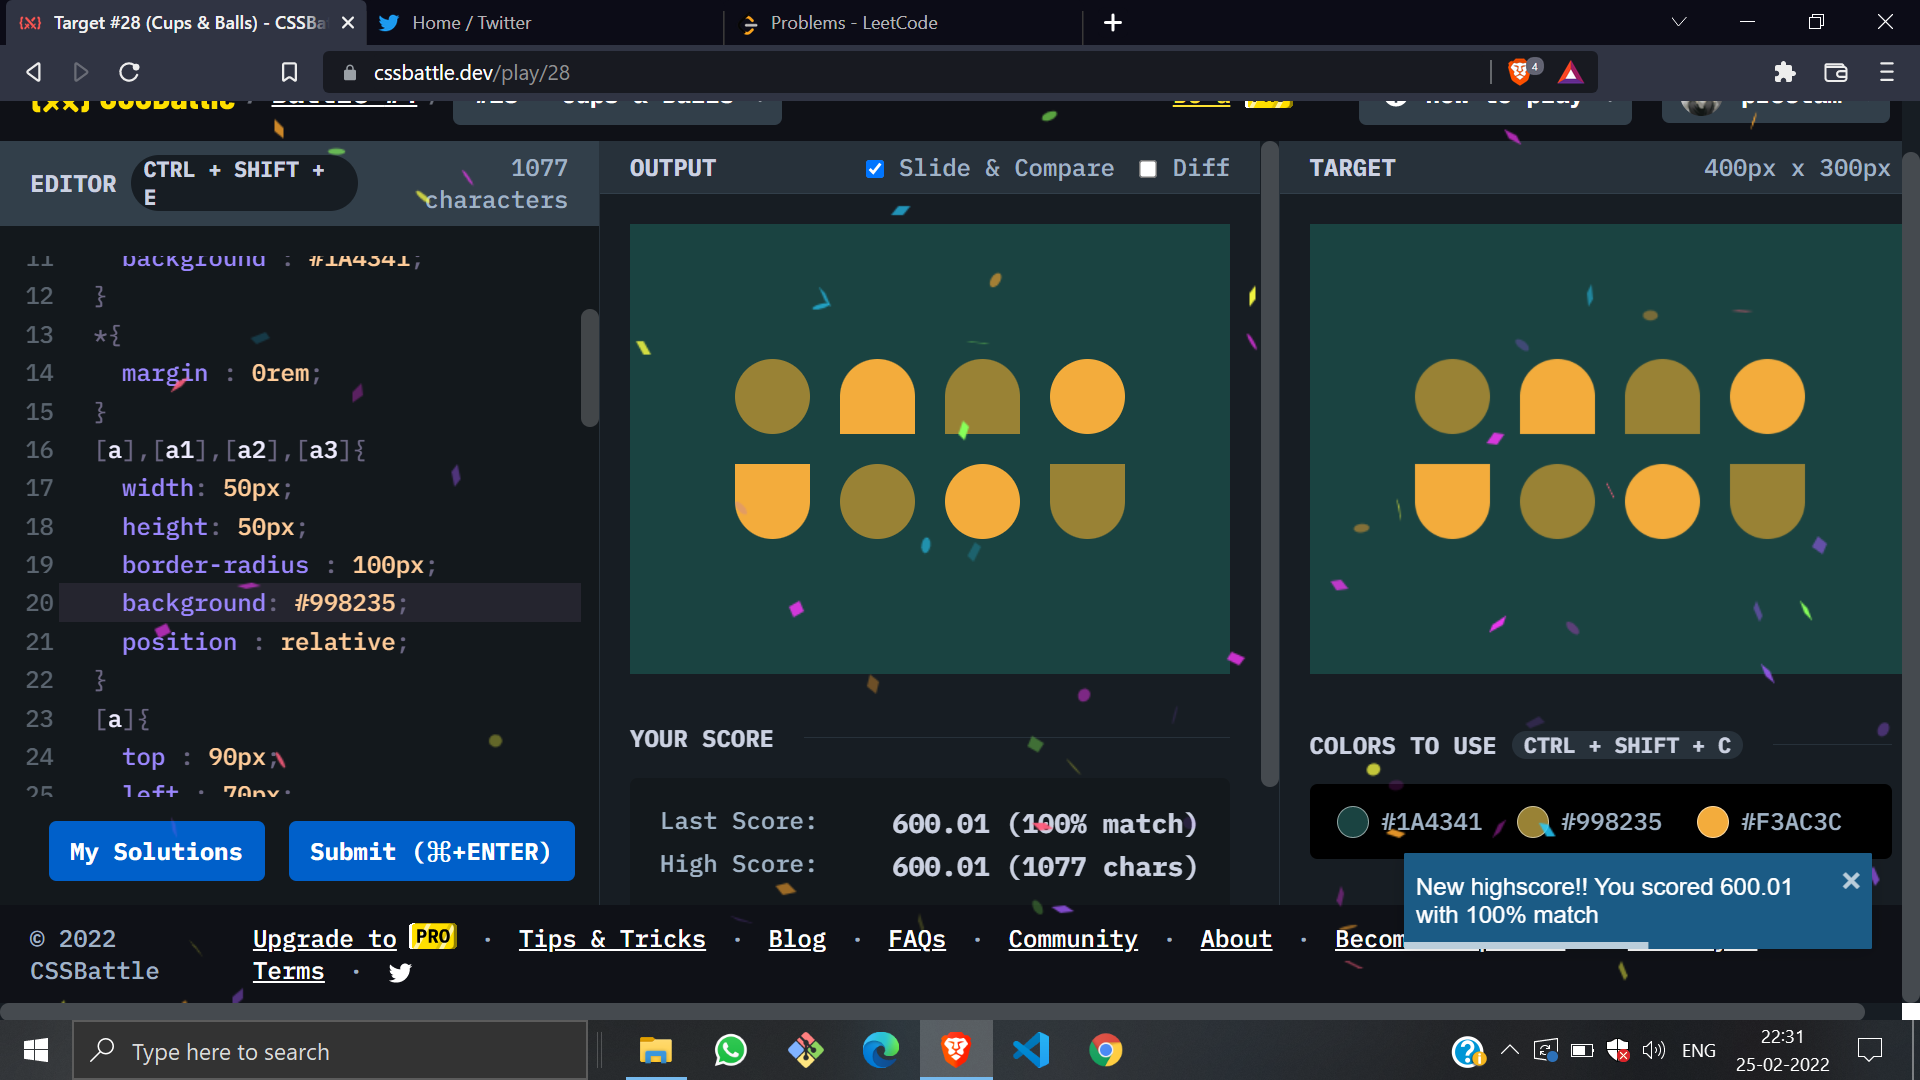 Target #28 (Cups & Balls) - CSSBa
Home / Twitter
Problems - LeetCode
cssbattle.dev/play/28
4
EDITOR
CTRL + SHIFT + E
1077 characters
11 background : #1A4341;
12 }
13 *{
14 margin : 0rem;
15 }
16 [a],[a1],[a2],[a3]{
17 width: 50px;
18 height: 50px;
19 border-radius : 100px;
20 background: #998235;
21 position : relative;
22 }
23 [a]{
24 top : 90px;
25 left : 70px;
My Solutions
Submit (⌘+ENTER)
OUTPUT
Slide & Compare
Diff
YOUR SCORE
Last Score: 600.01 (100% match)
High Score: 600.01 (1077 chars)
TARGET
400px x 300px
COLORS TO USE
CTRL + SHIFT + C
#1A4341
#998235
#F3AC3C
New highscore!! You scored 600.01
with 100% match
© 2022
CSSBattle
Upgrade to PRO · Tips & Tricks · Blog · FAQs · Community · About · Becom
Terms ·
Type here to search
ENG
22:31
25-02-2022